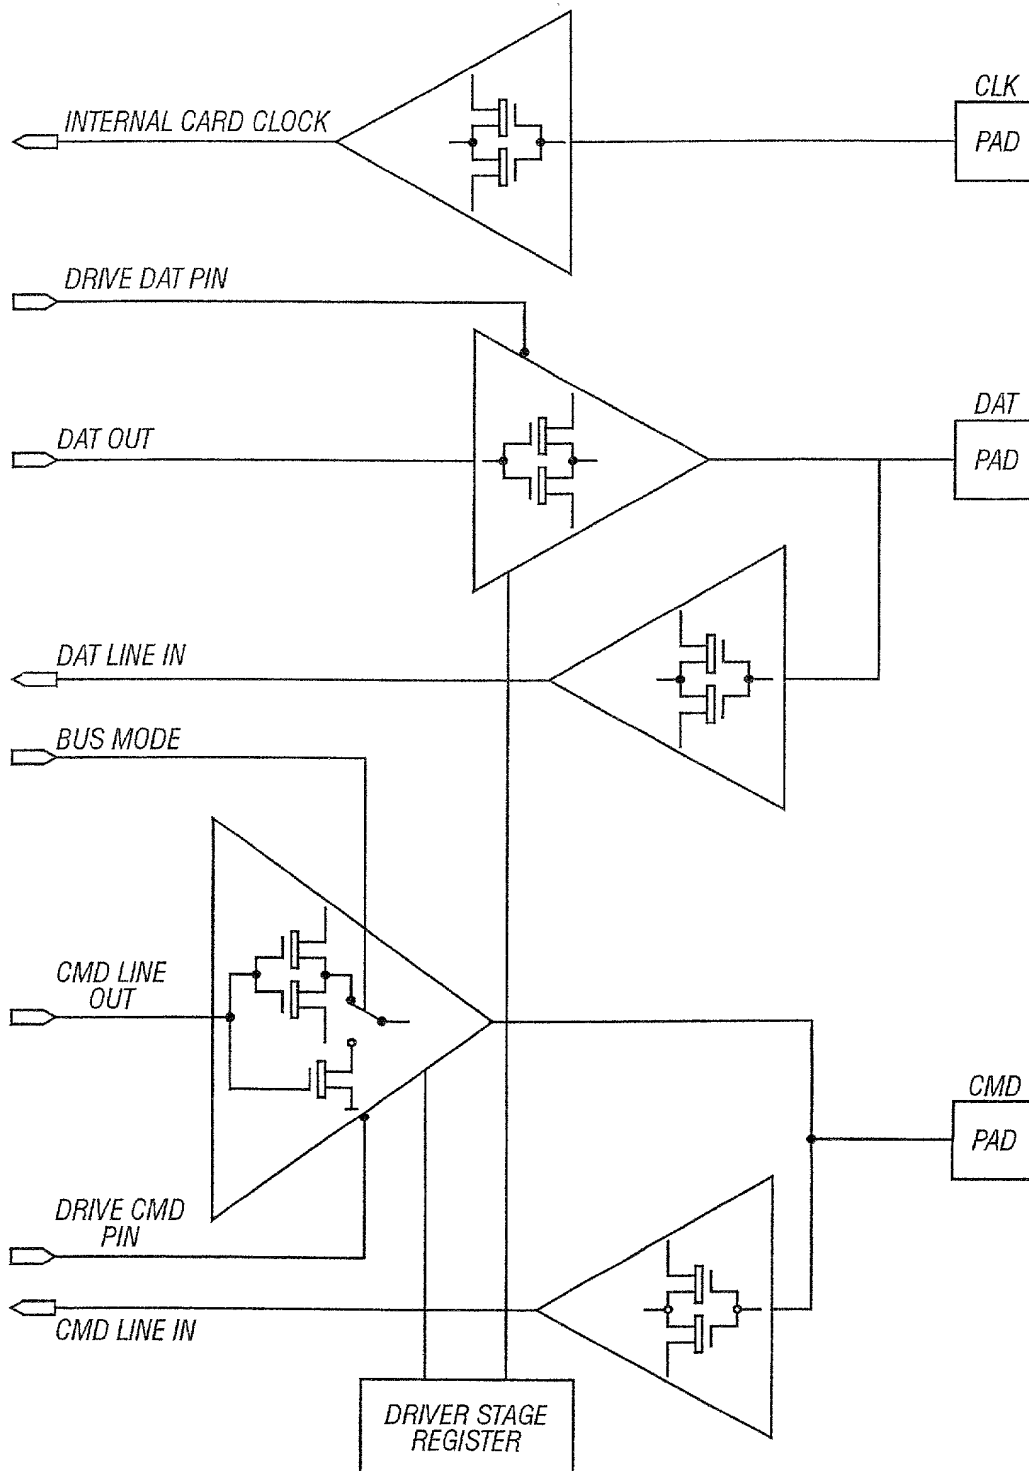 CLK
INTERNAL CARD CLOCK
PAD
DRIVE DAT PIN
DAT
DAT OUT
PAD
DAT LINE IN
BUS MODE
CMD LINE
OUT
CMD
PAD
DRIVE CMD
PIN
CMD LINE IN
DRIVER STAGE
REGISTER